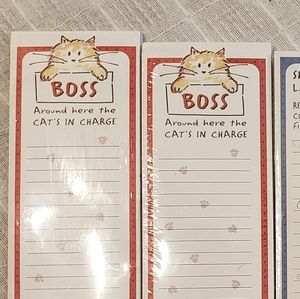 BOSS
Around here the
CAT'S IN CHARGE
BOSS
Around here the
CAT'S IN CHARGE